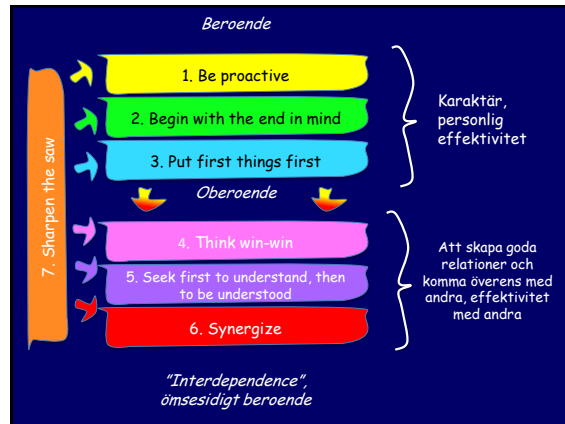 Beroende
1. Be proactive
2. Begin with the end in mind
3. Put first things first
Karaktär,
personlig
effektivitet
7. Sharpen the saw
Oberoende
4. Think win-win
5. Seek first to understand, then
to be understood
6. Synergize
Att skapa goda
relationer och
komma överens med
andra, effektivitet
med andra
”Interdependence”,
ömsesidigt beroende